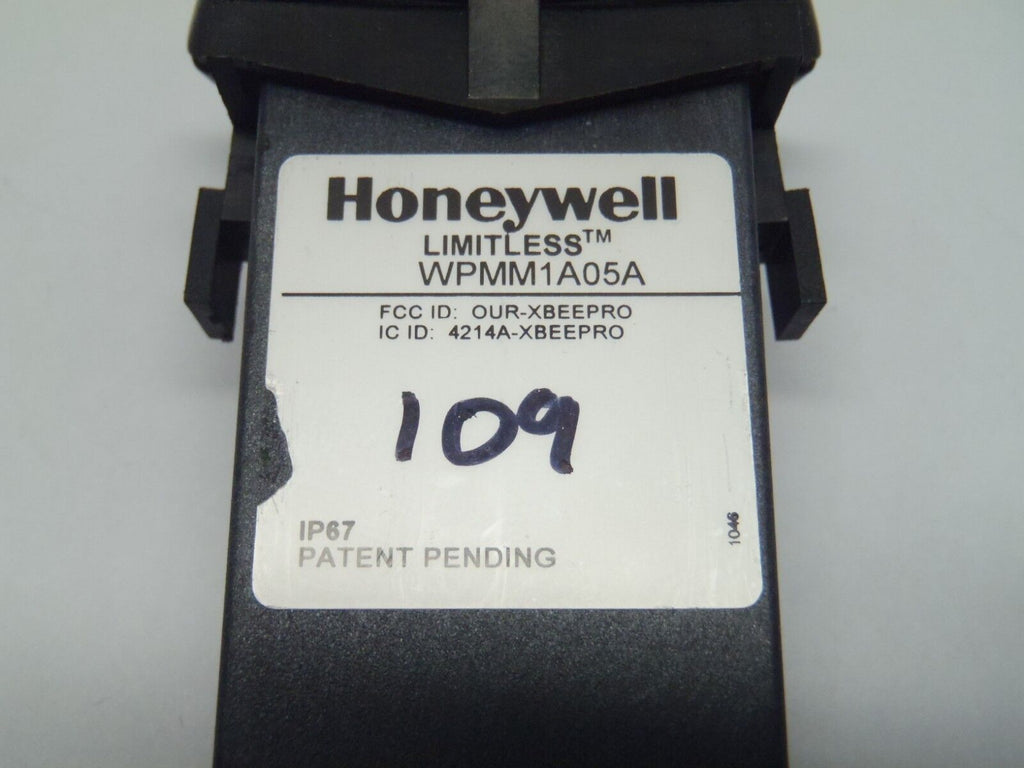 Honeywell
LIMITLESS™
WPMM1A05A
FCC ID: OUR-XBEEPRO
IC ID: 4214A-XBEEPRO
109
IP67
PATENT PENDING
1046